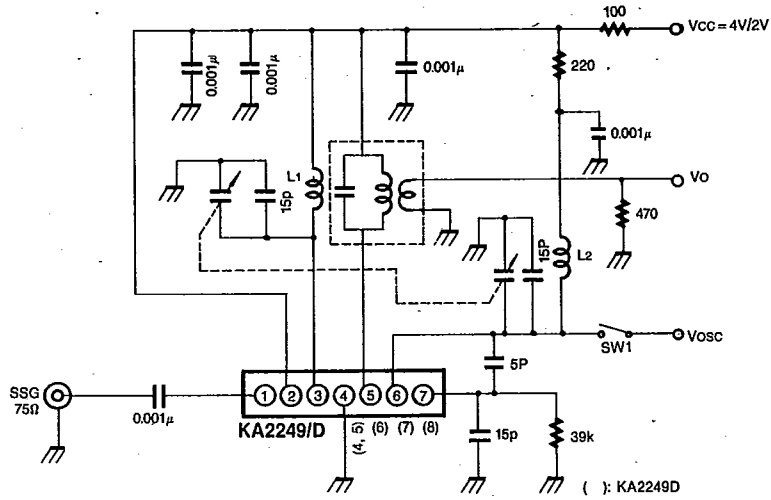 100
VCC = 4V/2V
220
0.001μ
0.001μ
0.001μ
0.001μ
L1
15p
VO
470
15P
L2
VOSC
SW1
5P
SSG
75Ω
0.001μ
1 2 3 4 5 6 7
KA2249/D
(4, 5)
(6) (7) (8)
15p
39k
( ): KA2249D